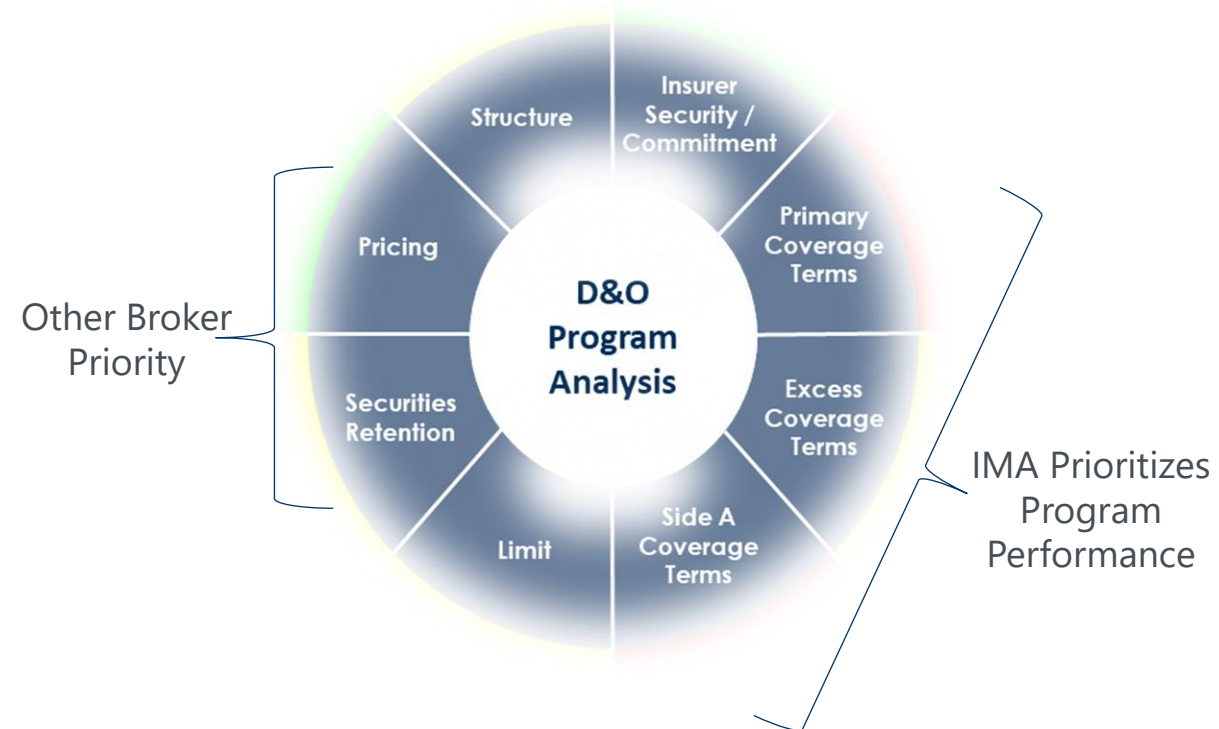 Structure
Insurer
Security /
Commitment
Primary
Coverage
Terms
Excess
Coverage
Terms
Side A
Coverage
Terms
Limit
Securities
Retention
Pricing
D&O
Program
Analysis
Other Broker
Priority
IMA Prioritizes
Program
Performance